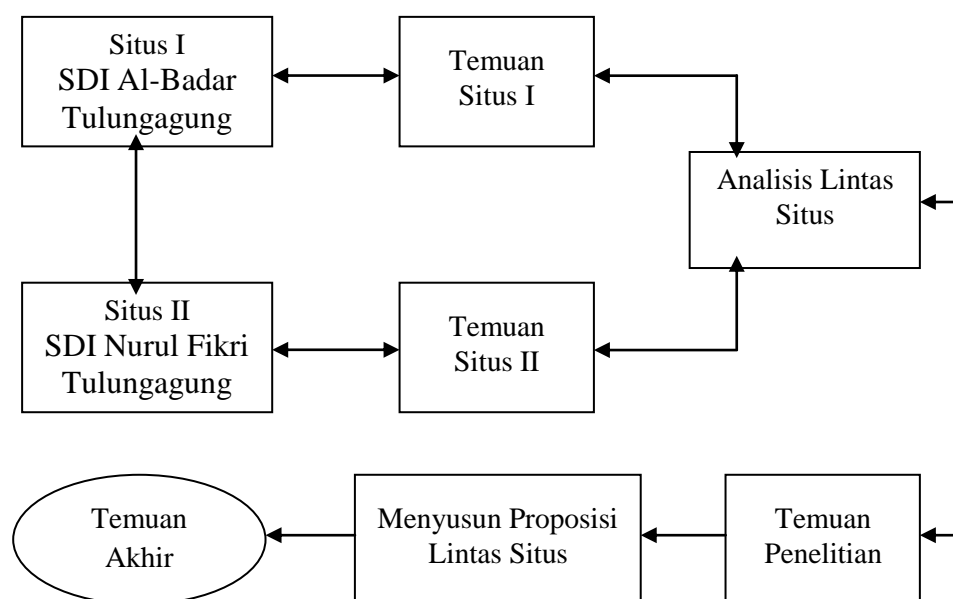 Situs I
SDI Al-Badar
Tulungagung
Temuan
Situs I
Analisis Lintas
Situs
Situs II
SDI Nurul Fikri
Tulungagung
Temuan
Situs II
Temuan
Akhir
Menyusun Proposisi
Lintas Situs
Temuan
Penelitian